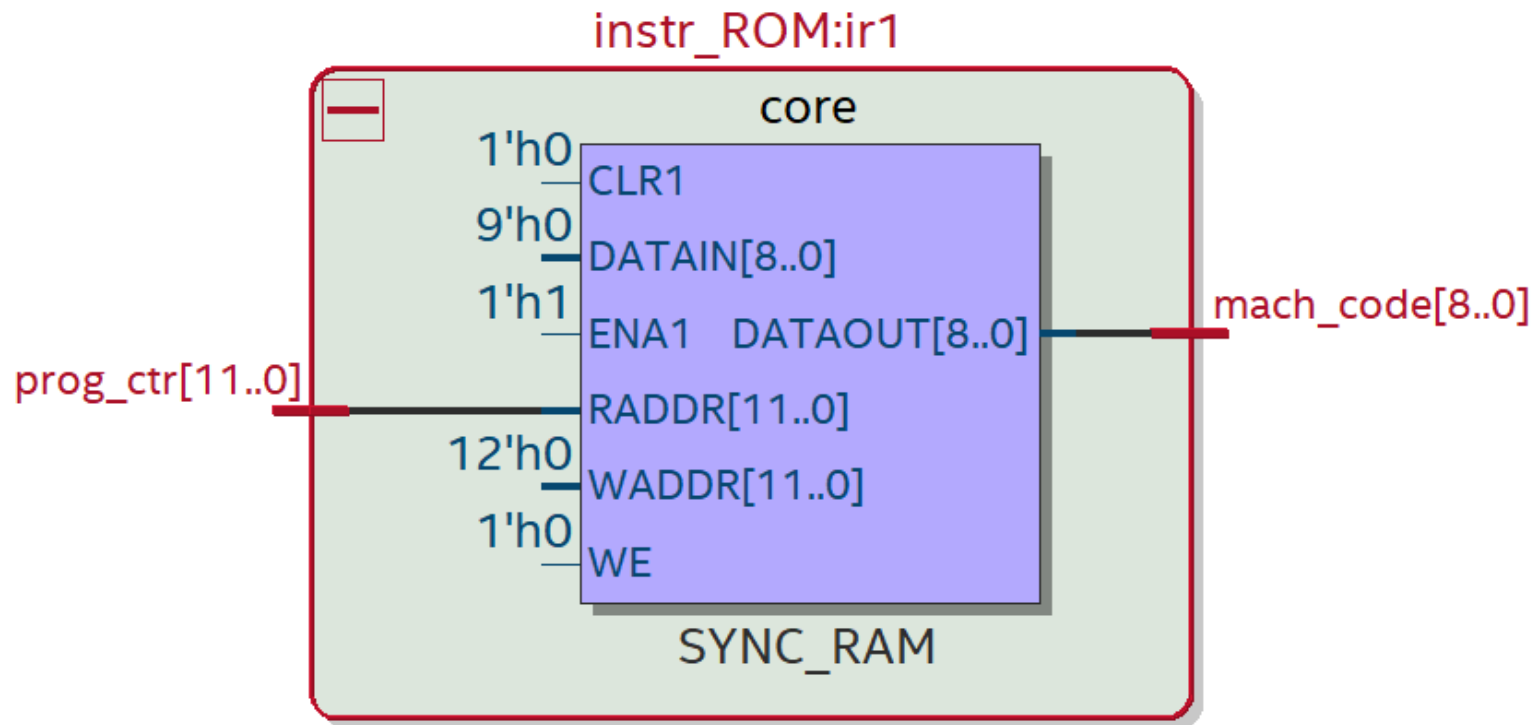 instr_ROM:ir1
core
1'h0
CLR1
9'h0
DATAIN[8..0]
1'h1
ENA1 DATAOUT[8..0]
mach_code[8..0]
prog_ctr[11..0]
RADDR[11..0]
12'h0
WADDR[11..0]
1'h0
WE
SYNC_RAM